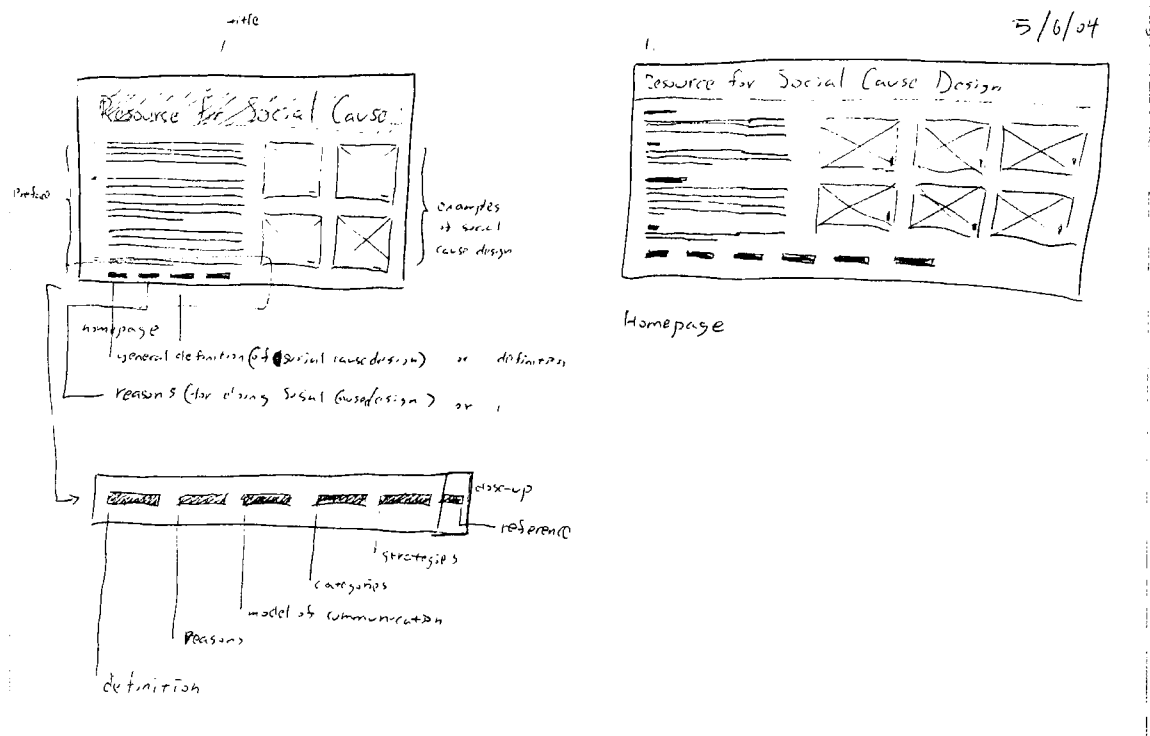 title
5/6/04
Resourse for Social Cause
Preface
examples
of social
cause design
homepage
general definition (of social cause design) or definition
reasons (for doing Social Cause design) or
close-up
reference
strategies
categories
model of communication
Reasons
definition
1.
Resource for Social Cause Design
Homepage